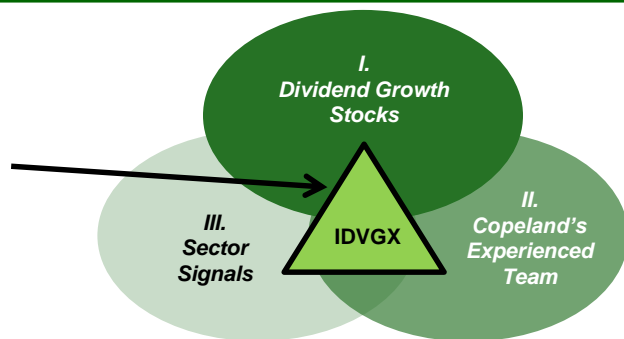 I.
Dividend Growth
Stocks
III.
Sector
Signals
IDVGX
II.
Copeland's
Experienced
Team